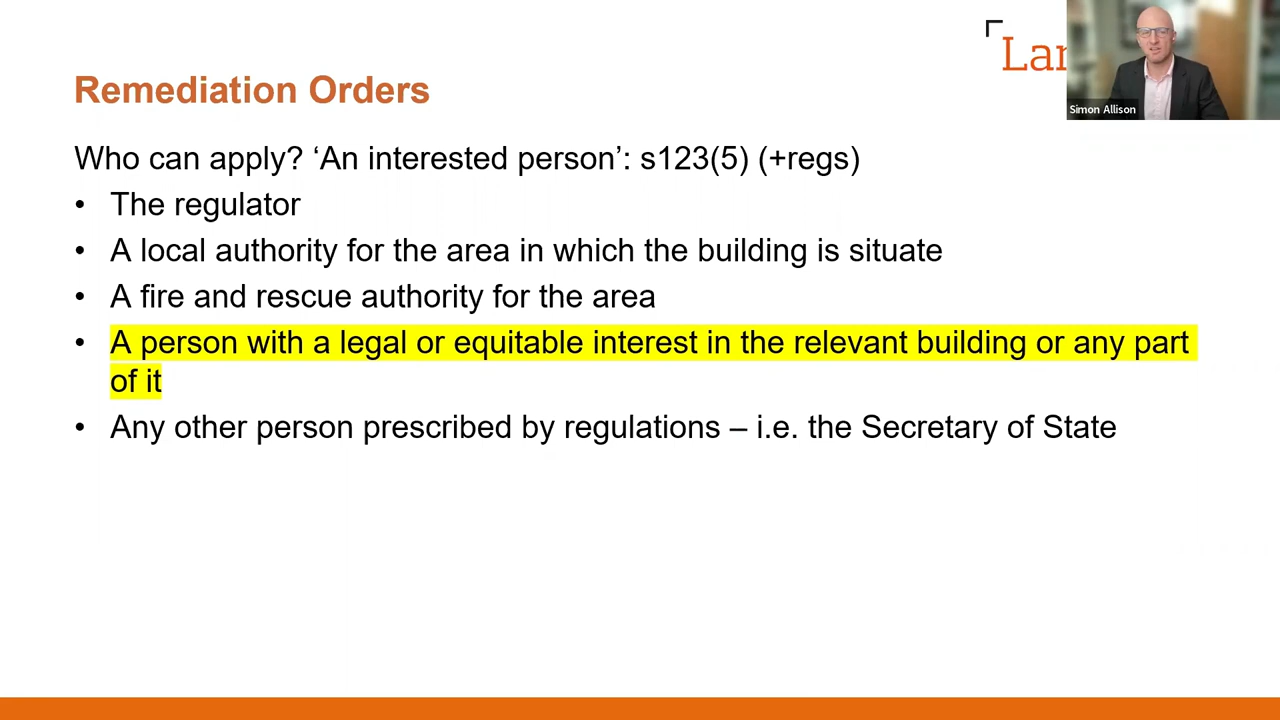 Remediation Orders
Simon Allison
Who can apply? ‘An interested person’: s123(5) (+regs)
• The regulator
• A local authority for the area in which the building is situate
• A fire and rescue authority for the area
• A person with a legal or equitable interest in the relevant building or any part
of it
• Any other person prescribed by regulations – i.e. the Secretary of State